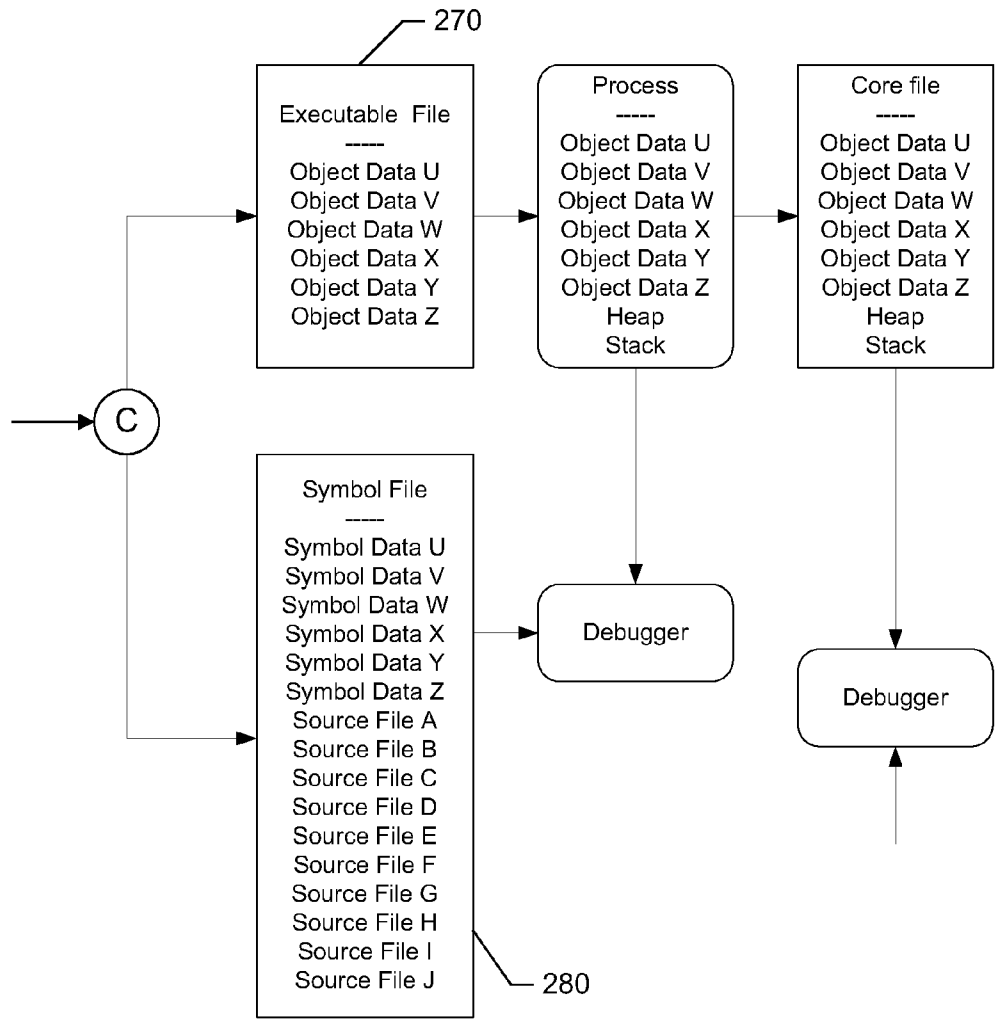 270
Executable File
-----
Object Data U
Object Data V
Object Data W
Object Data X
Object Data Y
Object Data Z
Process
-----
Object Data U
Object Data V
Object Data W
Object Data X
Object Data Y
Object Data Z
Heap
Stack
Core file
-----
Object Data U
Object Data V
Object Data W
Object Data X
Object Data Y
Object Data Z
Heap
Stack
C
Symbol File
-----
Symbol Data U
Symbol Data V
Symbol Data W
Symbol Data X
Symbol Data Y
Symbol Data Z
Source File A
Source File B
Source File C
Source File D
Source File E
Source File F
Source File G
Source File H
Source File I
Source File J
Debugger
Debugger
280